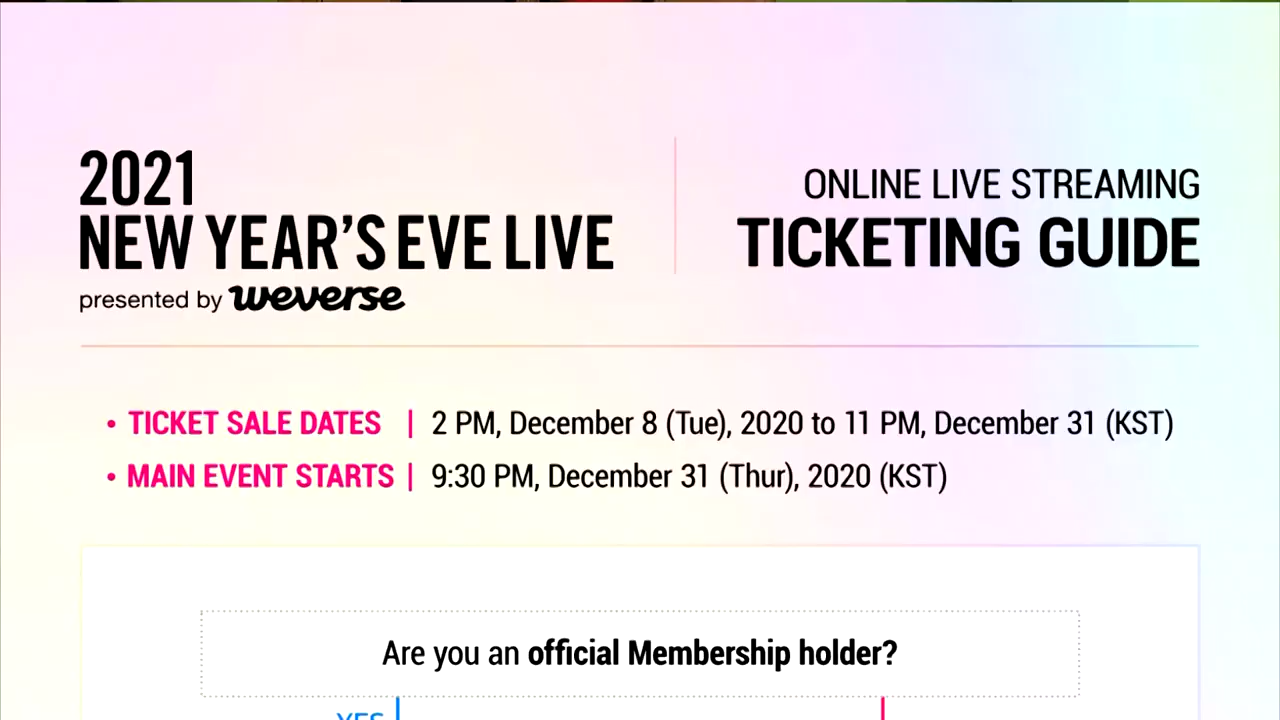 2021
NEW YEAR'S EVE LIVE
presented by weverse
ONLINE LIVE STREAMING
TICKETING GUIDE
• TICKET SALE DATES | 2 PM, December 8 (Tue), 2020 to 11 PM, December 31 (KST)
• MAIN EVENT STARTS | 9:30 PM, December 31 (Thur), 2020 (KST)
Are you an official Membership holder?
YES